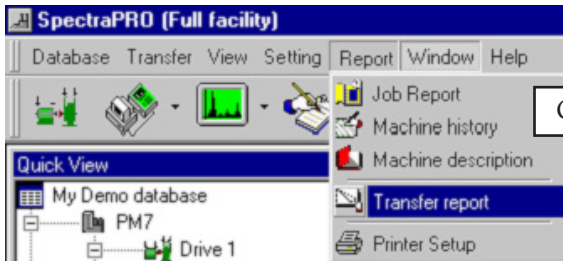 SpectraPRO (Full facility)
Database Transfer View Setting Report Window Help
Job Report
Machine history
Machine description
Transfer report
Printer Setup
Quick View
My Demo database
PM7
Drive 1